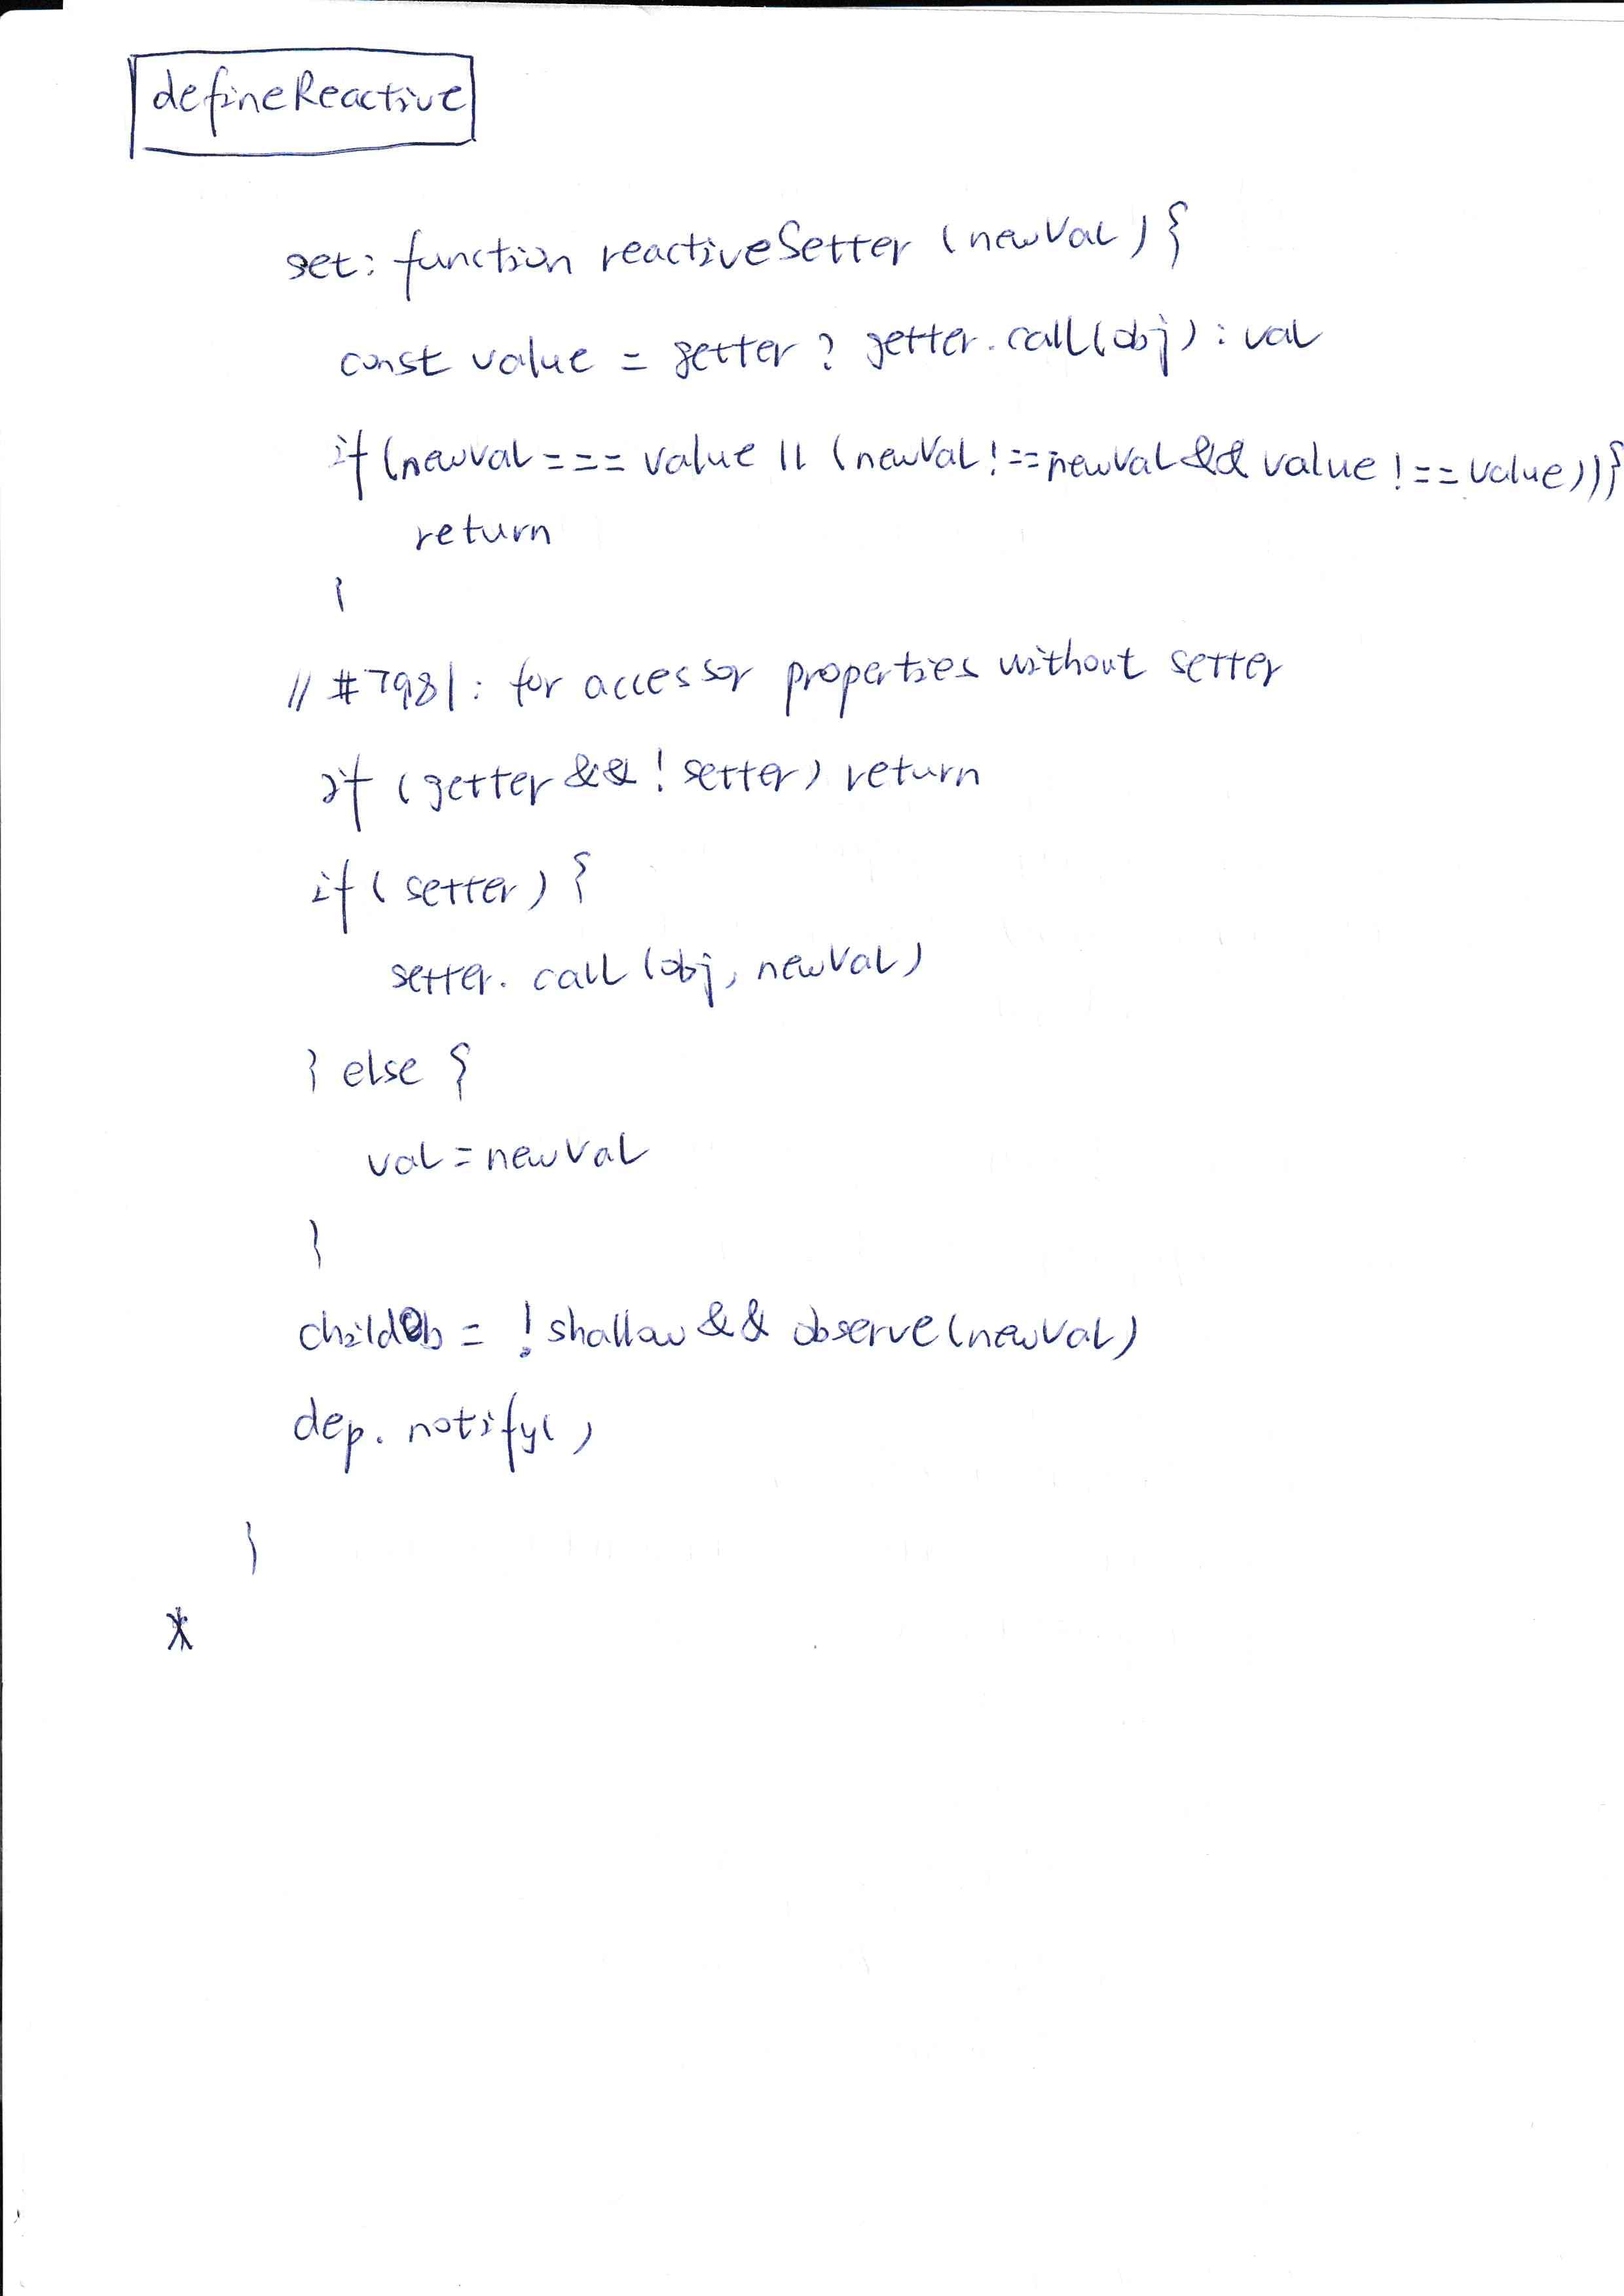 defineReactive
set: function reactiveSetter (newVal) {
const value = getter ? getter.call(obj) : val
if (newVal === value || (newVal !== newVal && value !== value)) {
return
}
// #7981: for accessor properties without setter
if (getter && ! setter) return
if (setter) {
setter. call (obj, newVal)
} else {
val = newVal
}
childOb = !shallow && observe(newVal)
dep. notify()
}
*